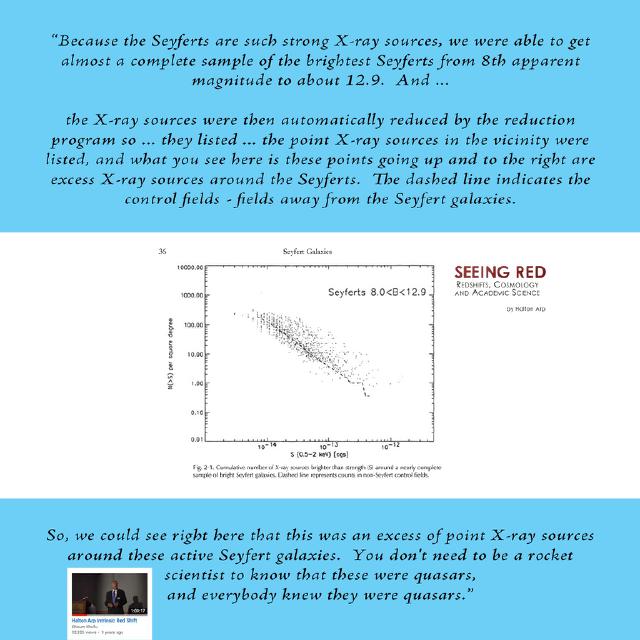 “Because the Seyferts are such strong X-ray sources, we were able to get
almost a complete sample of the brightest Seyferts from 8th apparent
magnitude to about 12.9. And ...
the X-ray sources were then automatically reduced by the reduction
program so ... they listed ... the point X-ray sources in the vicinity were
listed, and what you see here is these points going up and to the right are
excess X-ray sources around the Seyferts. The dashed line indicates the
control fields - fields away from the Seyfert galaxies.
36 Seyfert Galaxies
SEEING RED
REDSHIFTS, COSMOLOGY
AND ACADEMIC SCIENCE
by Halton Arp
Seyferts 8.0<B<12.9
10000.00
1000.00
100.00
10.00
1.00
0.10
0.01
N(>S) per square degree
10-14 10-13 10-12
S (0.5-2 keV) [cgs]
Fig. 2-1. Cumulative number of X-ray sources brighter than strength (S) around a nearly complete
sample of bright Seyfert galaxies. Dashed line represents counts in non-Seyfert control fields.
So, we could see right here that this was an excess of point X-ray sources
around these active Seyfert galaxies. You don't need to be a rocket
scientist to know that these were quasars,
and everybody knew they were quasars.”
Halton Arp Intrinsic Red Shift
views
years ago